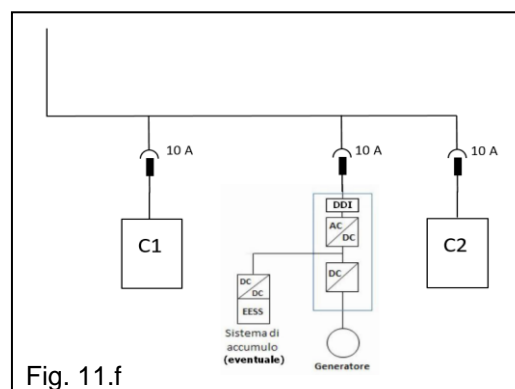 10 A
10 A
10 A
C1
DDI
AC
DC
C2
DC
DC
DC
EESS
Sistema di
accumulo
(eventuale)
Generatore
Fig. 11.f